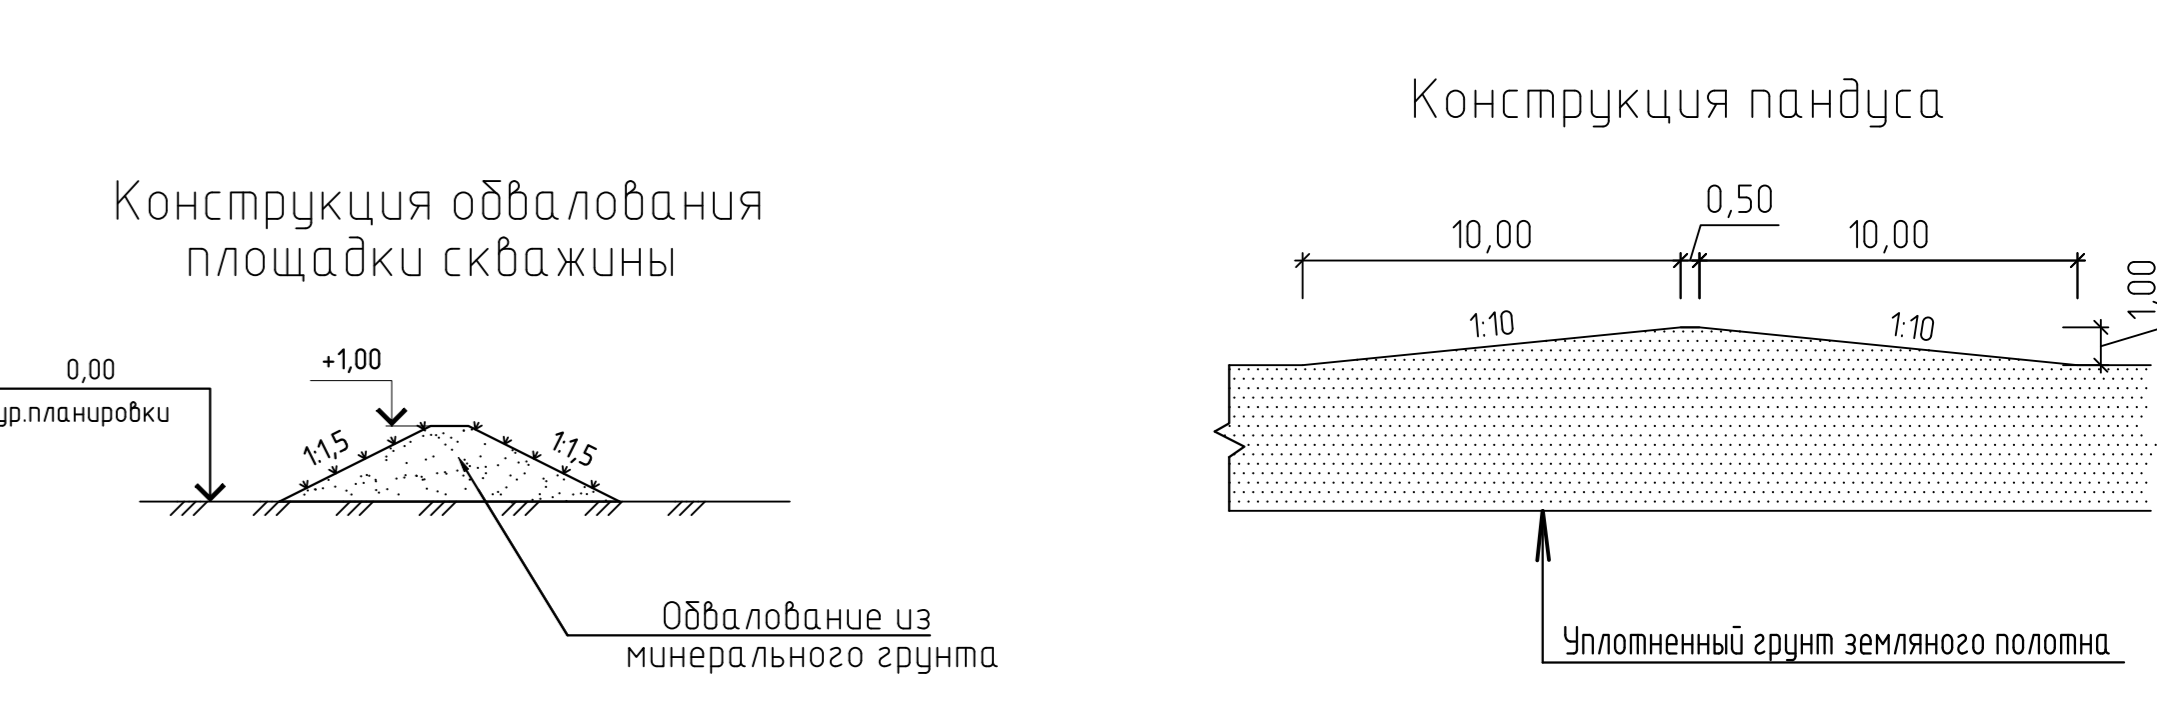 Конструкция обвалования
площадки скважины
0,00
ур.планировки
+1,00
1:1,5
1:1,5
Обвалование из
минерального грунта
Конструкция пандуса
0,50
10,00
10,00
1,00
1:10
1:10
Уплотненный грунт земляного полотна